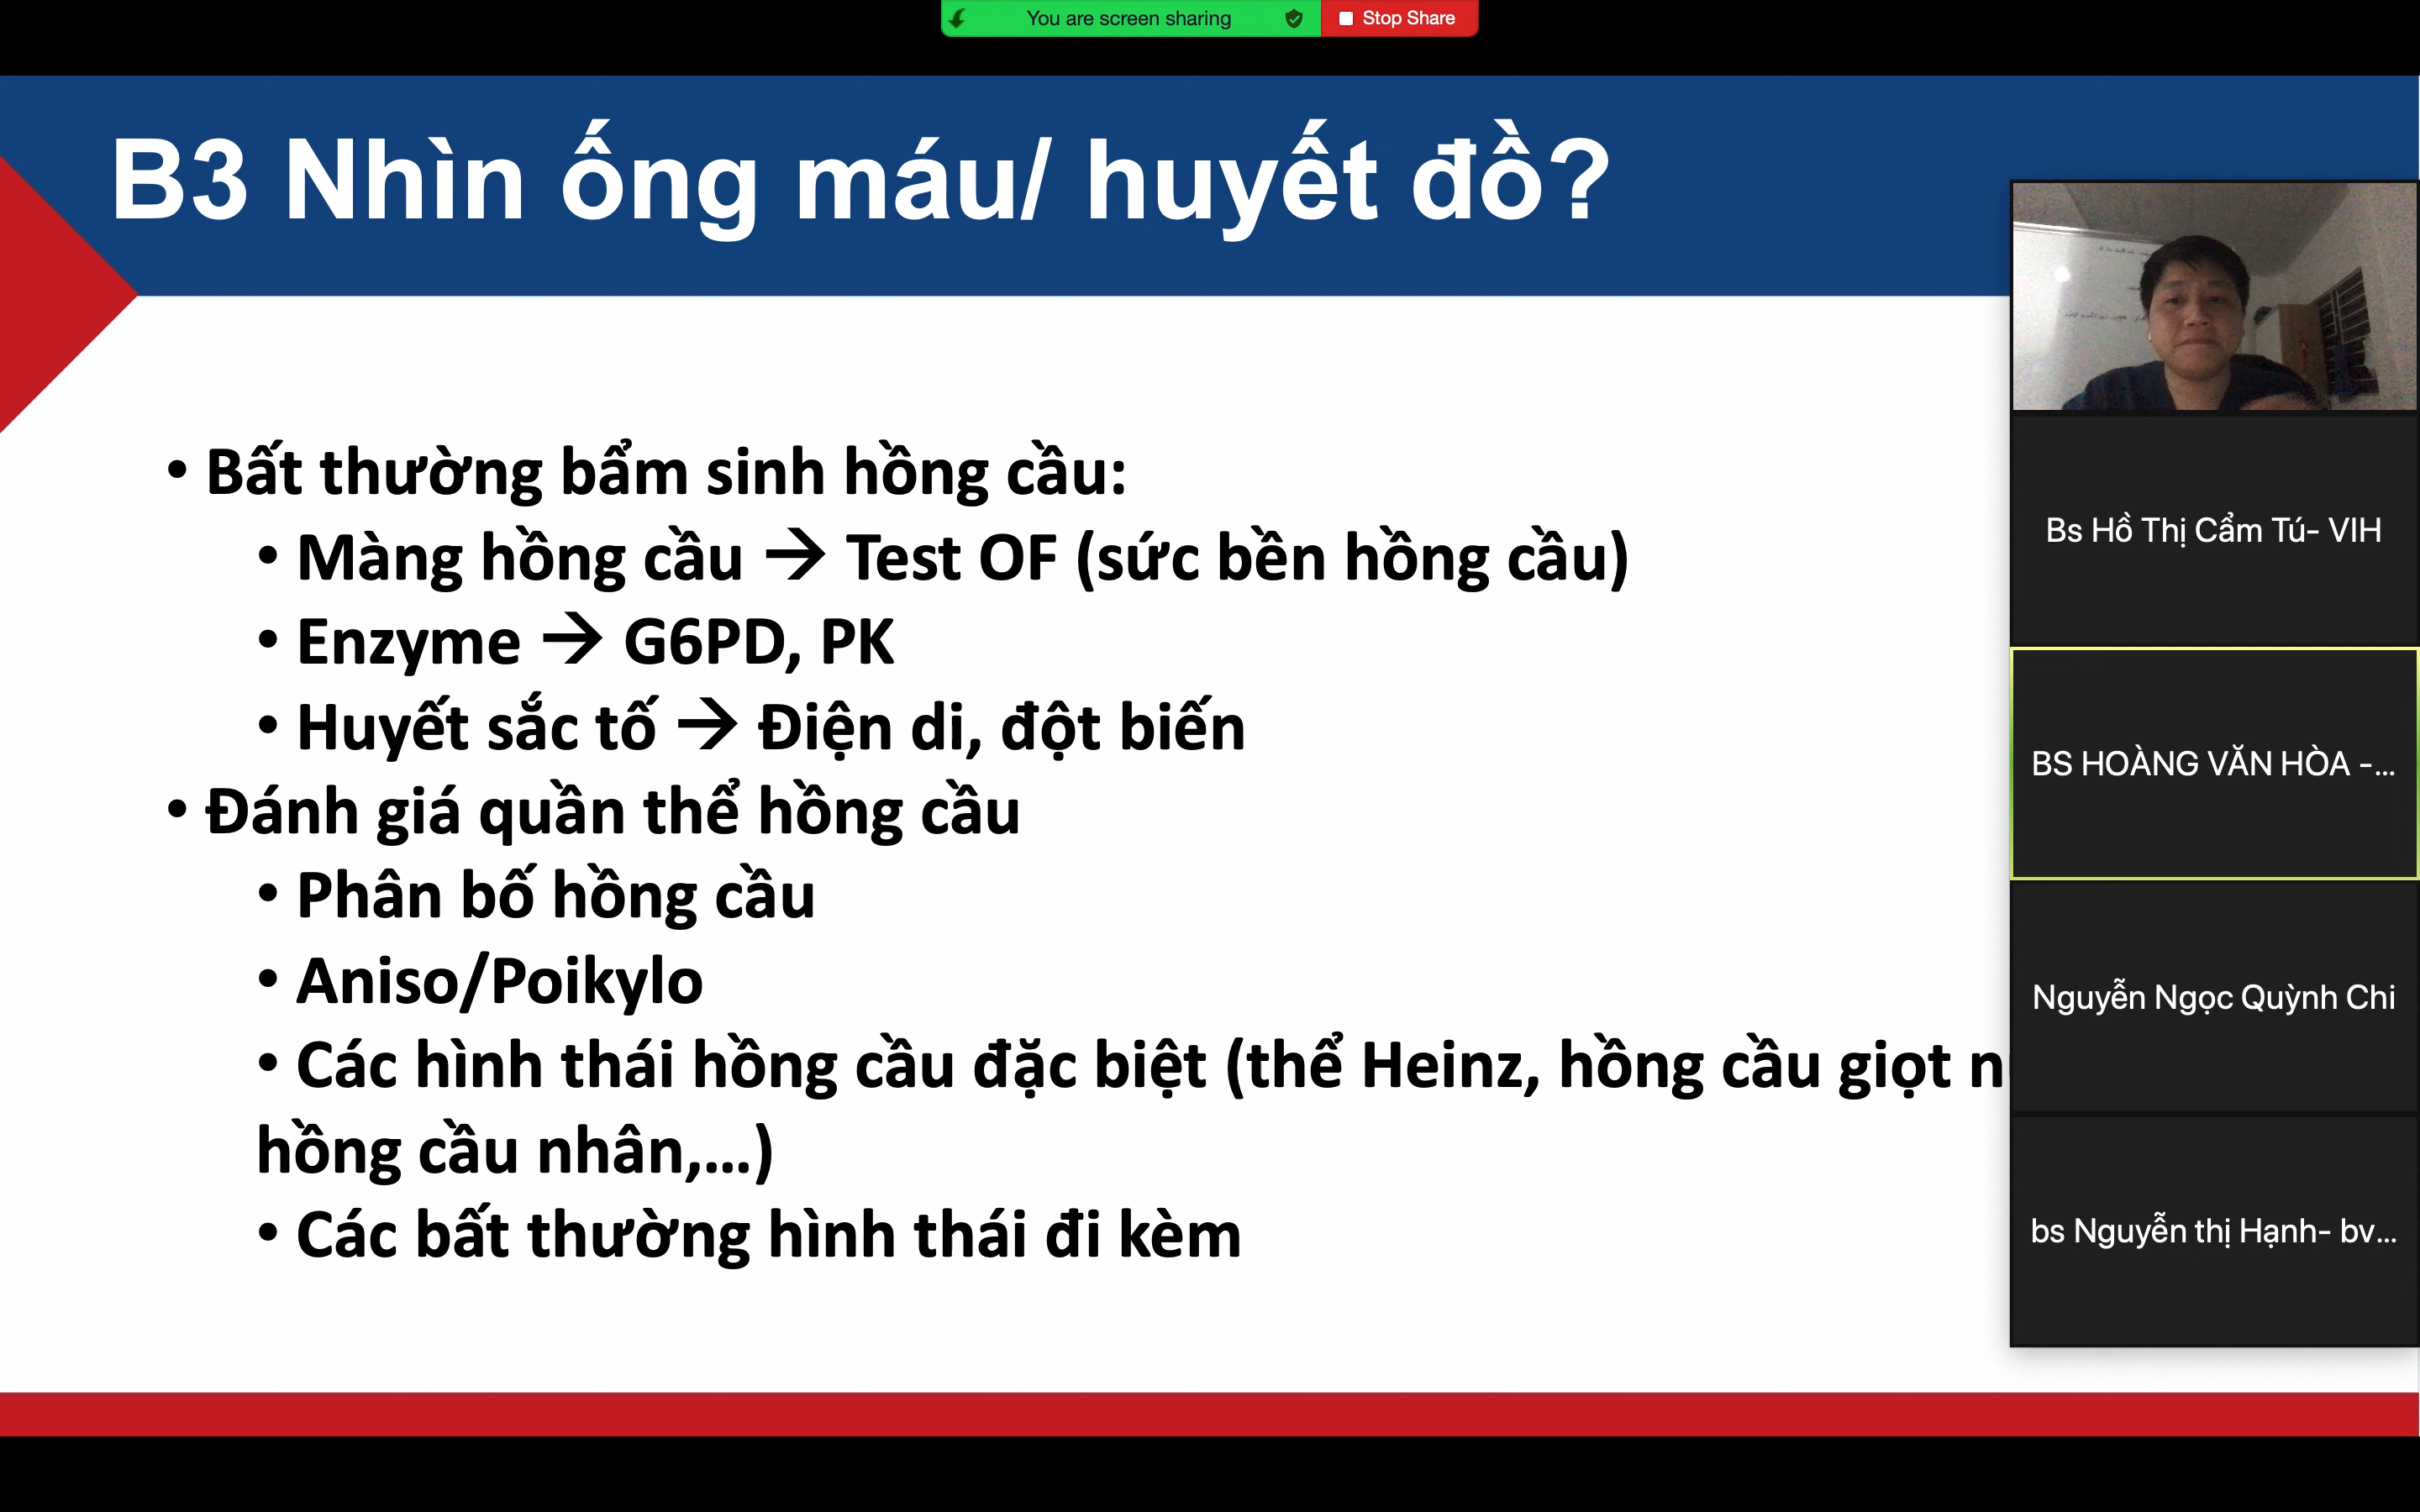 You are screen sharing
Stop Share
B3 Nhìn ống máu/ huyết đồ?
• Bất thường bẩm sinh hồng cầu:
• Màng hồng cầu → Test OF (sức bền hồng cầu)
• Enzyme → G6PD, PK
• Huyết sắc tố → Điện di, đột biến
• Đánh giá quần thể hồng cầu
• Phân bố hồng cầu
• Aniso/Poikylo
• Các hình thái hồng cầu đặc biệt (thể Heinz, hồng cầu giọt
hồng cầu nhân,...)
• Các bất thường hình thái đi kèm
Bs Hồ Thị Cẩm Tú- VIH
BS HOÀNG VĂN HÒA -...
Nguyễn Ngọc Quỳnh Chi
bs Nguyễn thị Hạnh- bv...